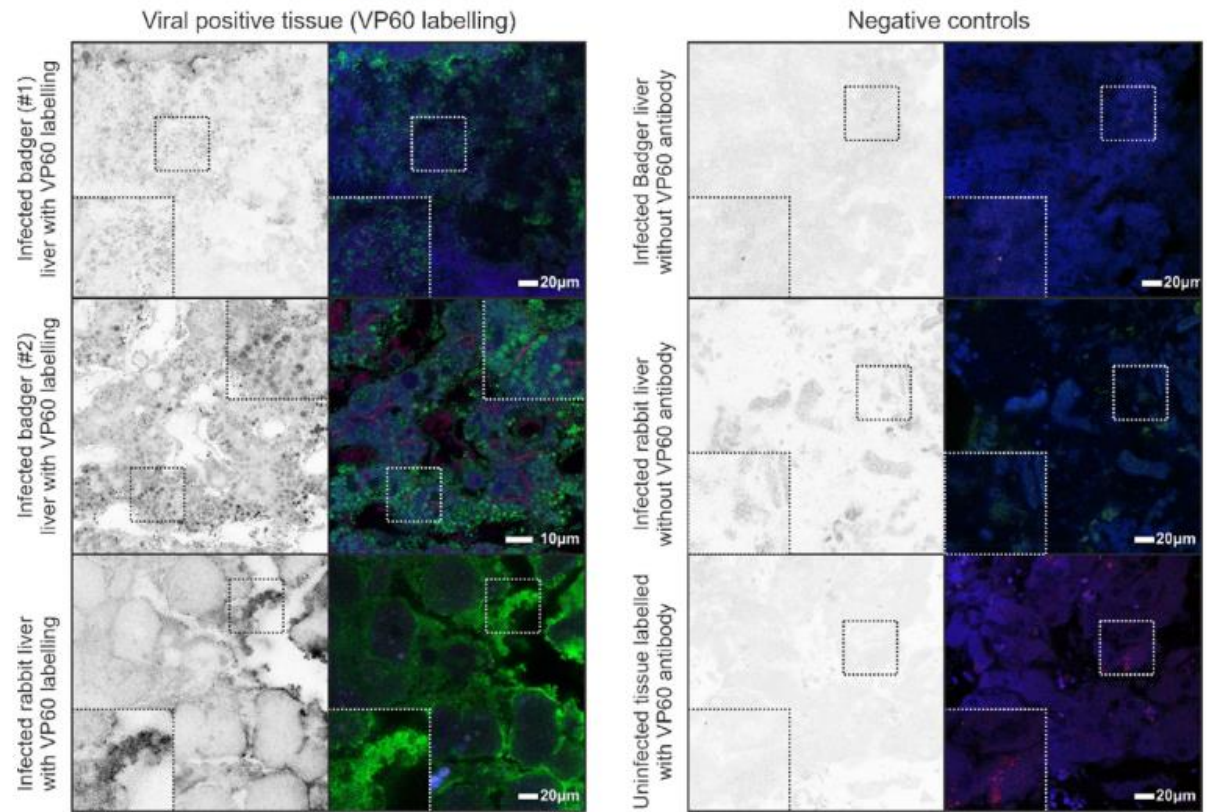 Viral positive tissue (VP60 labelling)
Negative controls
Infected badger (#1)
liver with VP60 labelling
20µm
Infected Badger liver
without VP60 antibody
20µm
Infected badger (#2)
liver with VP60 labelling
10µm
Infected rabbit liver
without VP60 antibody
20µm
Infected rabbit liver
with VP60 labelling
20µm
Uninfected tissue labelled
with VP60 antibody
20µm